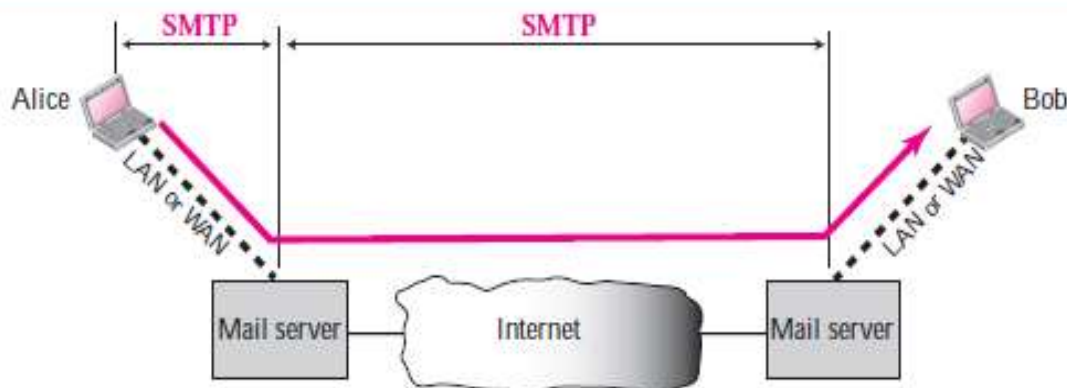 SMTP
SMTP
Alice
Bob
LAN or WAN
LAN or WAN
Mail server
Internet
Mail server